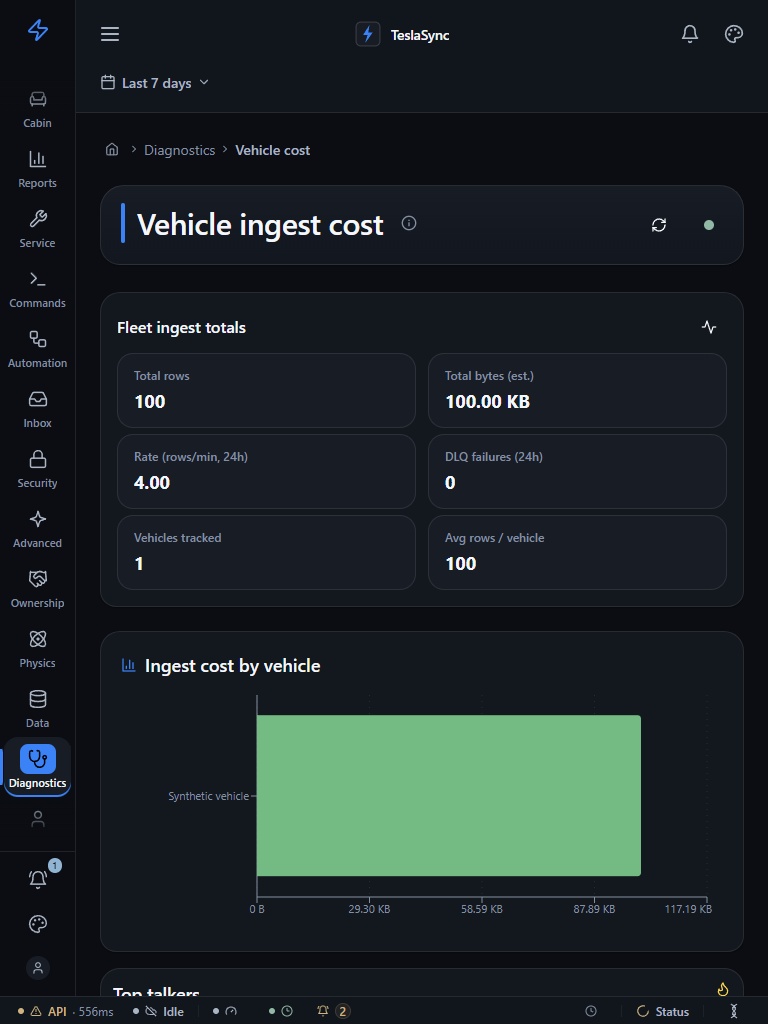 TeslaSync
Last 7 days
Diagnostics
Vehicle cost
Cabin
Reports
Service
Commands
Automation
Inbox
Security
Advanced
Ownership
Physics
Data
Diagnostics
1
Vehicle ingest cost
Fleet ingest totals
Total rows
100
Total bytes (est.)
100.00 KB
Rate (rows/min, 24h)
4.00
DLQ failures (24h)
0
Vehicles tracked
1
Avg rows / vehicle
100
Ingest cost by vehicle
Synthetic vehicle
0 B 29.30 KB 58.59 KB 87.89 KB 117.19 KB
Top talkers
API · 556ms Idle 2 Status